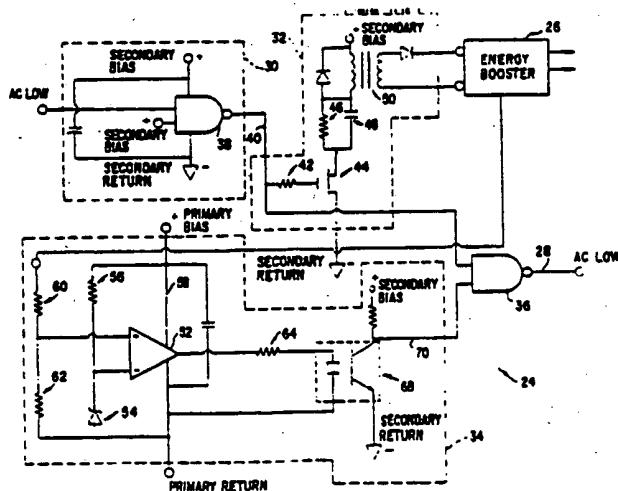 SECONDARY
BIAS
+
32
30
AC LOW
+
SECONDARY
BIAS
38
40
SECONDARY
RETURN
-
+
SECONDARY
BIAS
50
46
48
42
44
26
ENERGY
BOOSTER
+ PRIMARY BIAS
SECONDARY
RETURN
-
28
AC LOW
36
60
56
58
52
62
54
64
+
SECONDARY
BIAS
70
68
24
SECONDARY
RETURN
-
34
PRIMARY RETURN